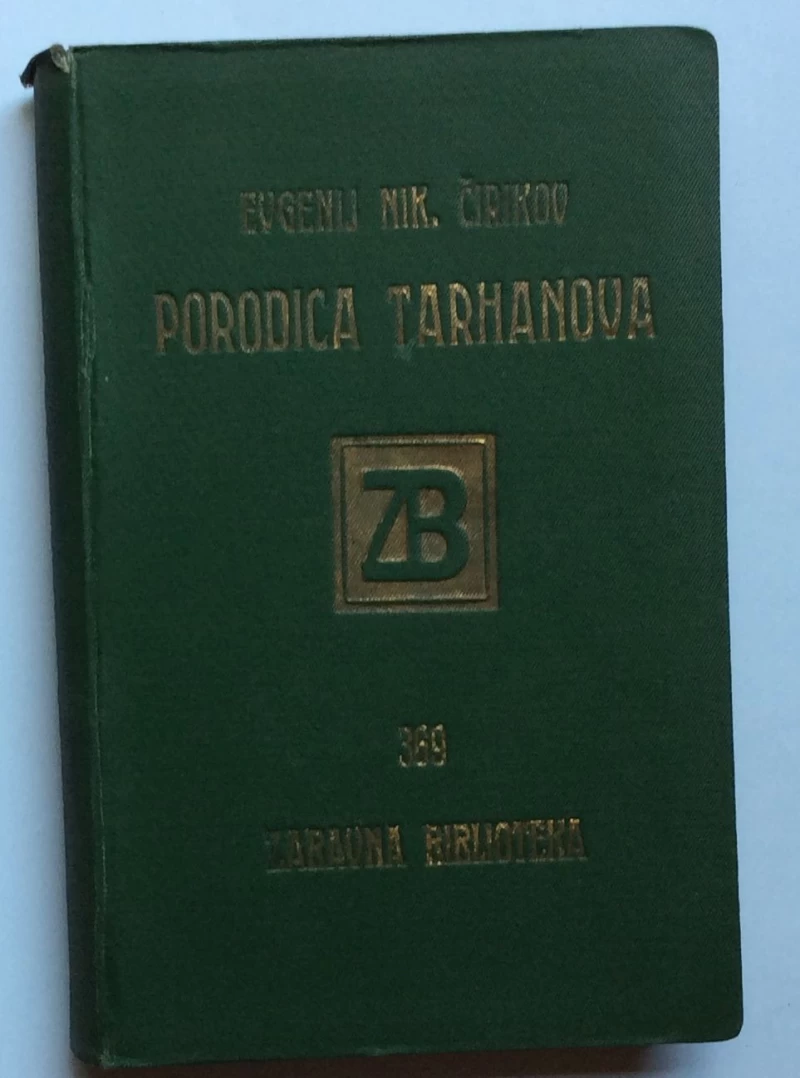 EVGENIJ NIK. ČIRIKOV
PORODICA TARHANOVA
ZB
369
ZABAVNA BIBLIOTEKA